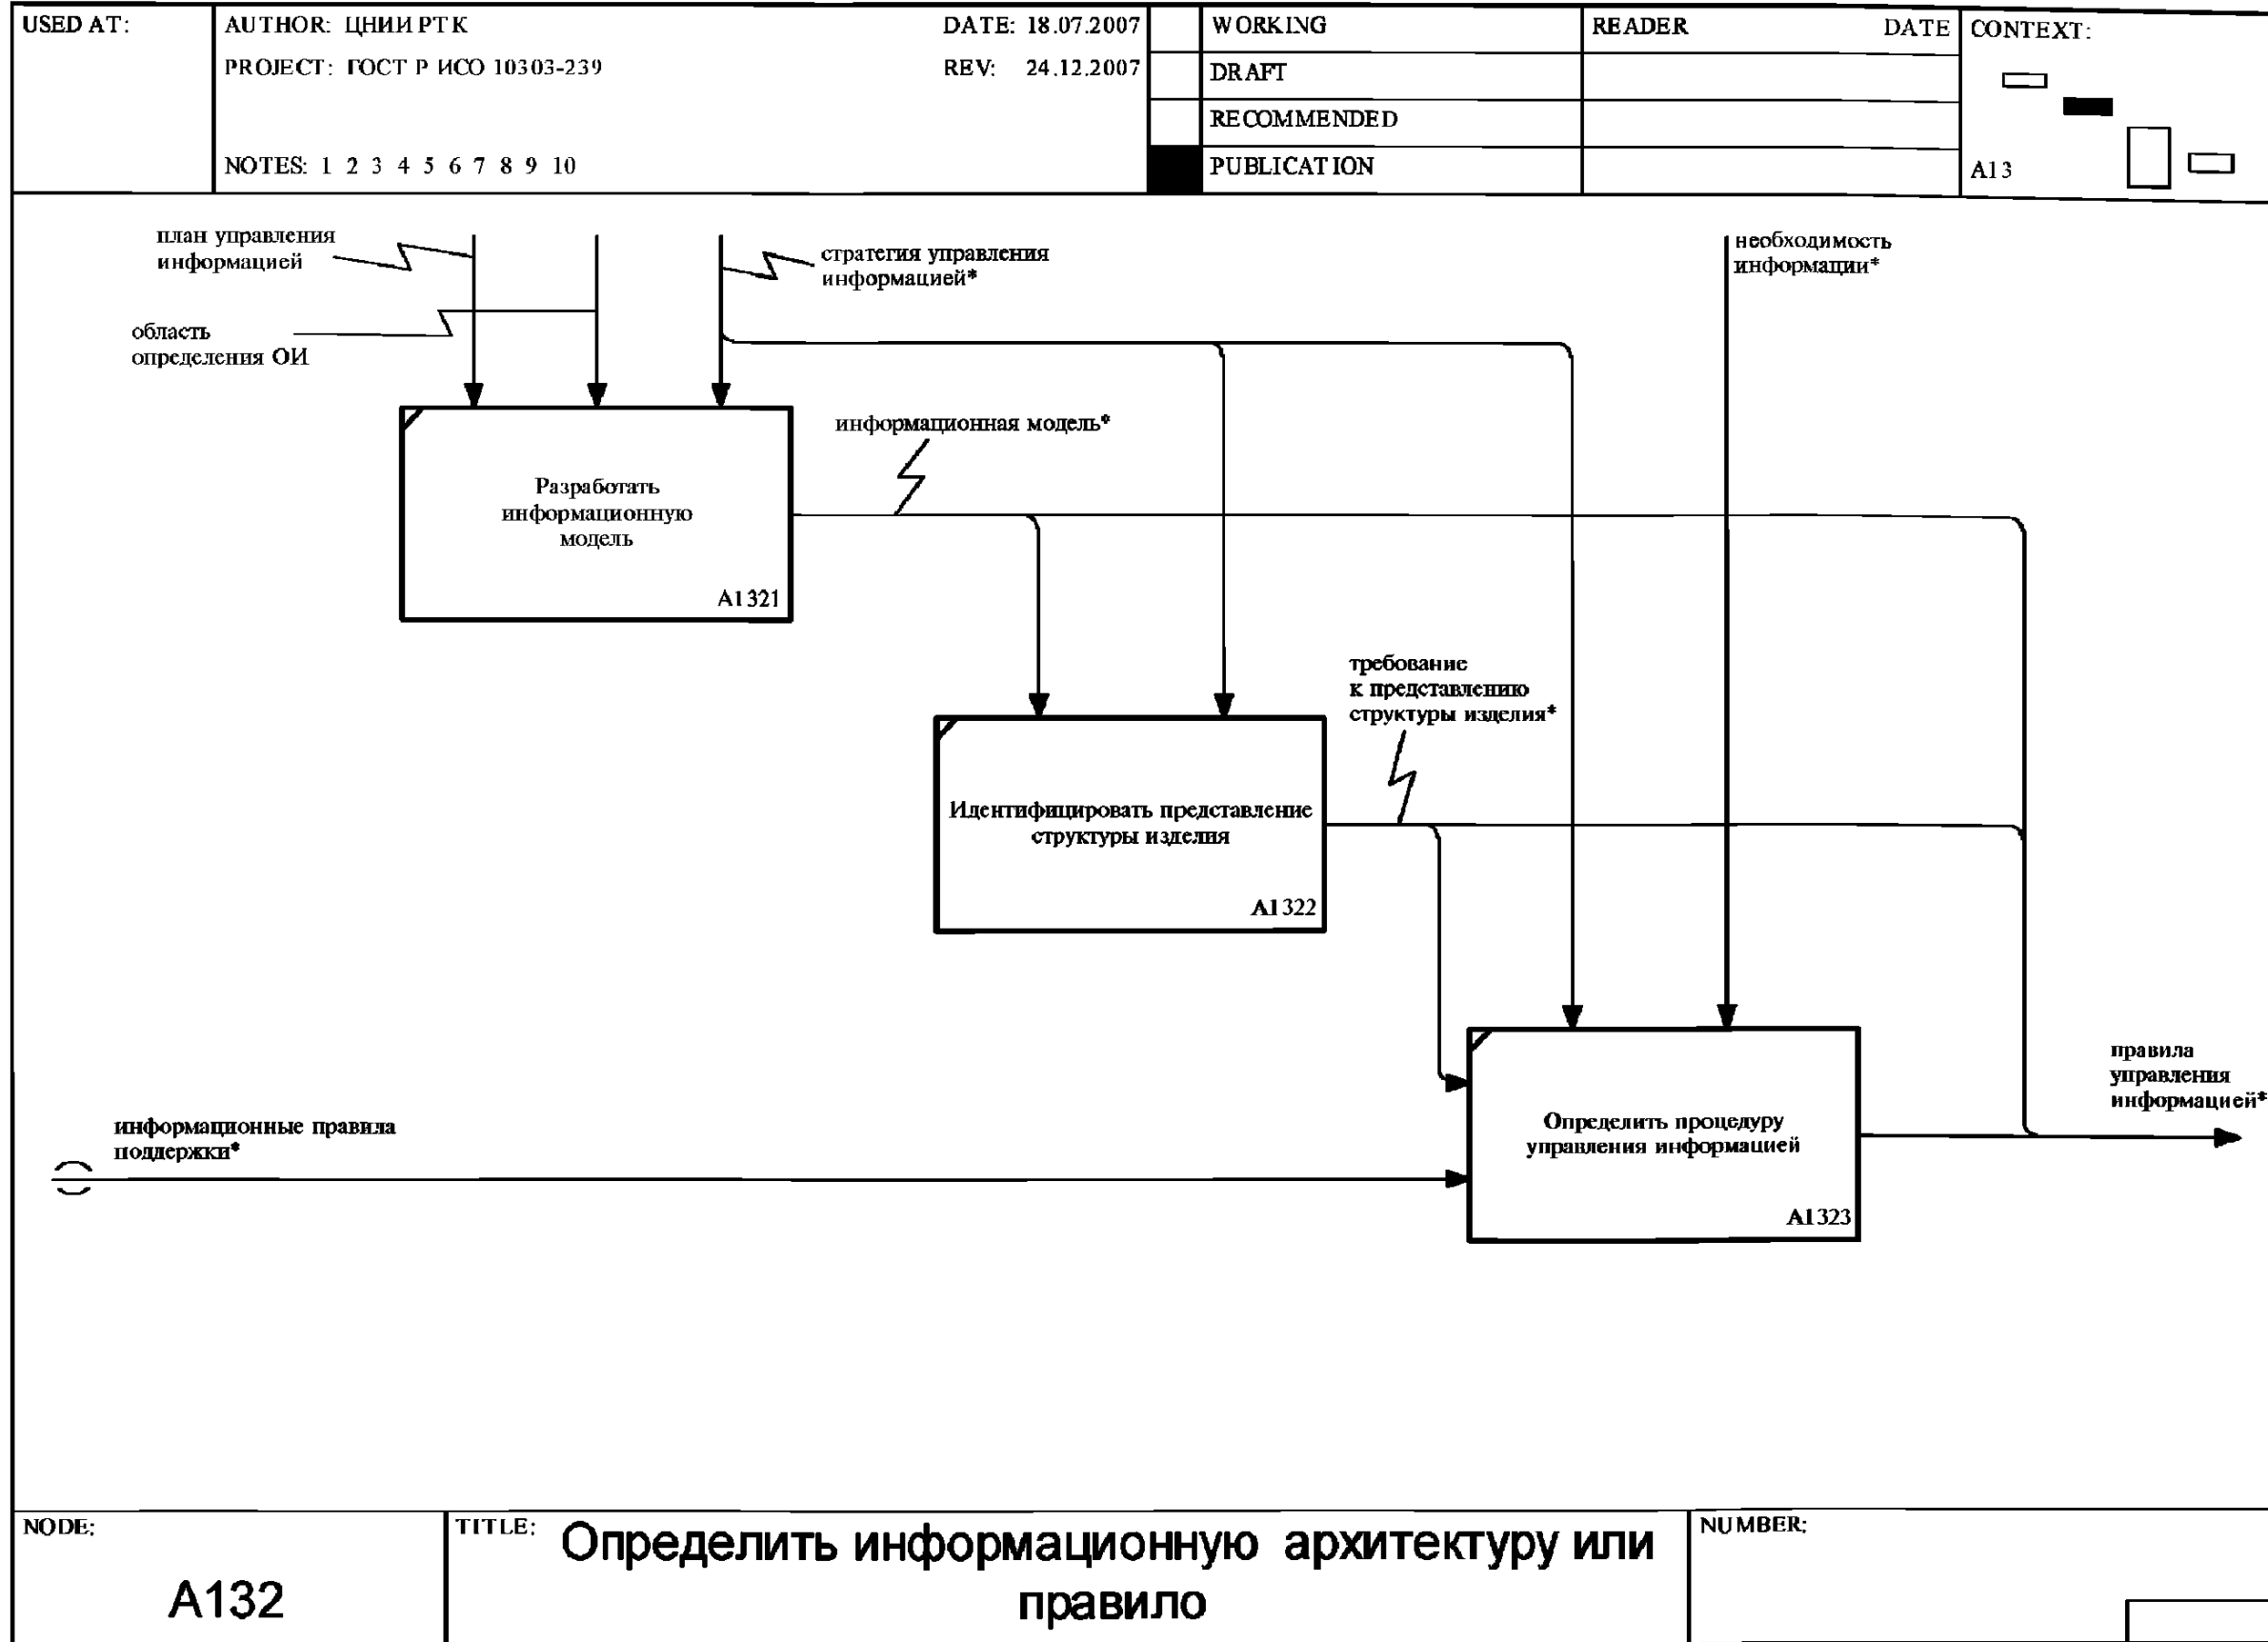 USED AT:
AUTHOR: ЦНИИ РТК
DATE: 18.07.2007
PROJECT: ГОСТ Р ИСО 10303-239
REV: 24.12.2007
NOTES: 1 2 3 4 5 6 7 8 9 10
WORKING
DRAFT
RECOMMENDED
PUBLICATION
READER
DATE
CONTEXT:
A13
план управления
информацией
область
определения ОИ
стратегия управления
информацией*
необходимость
информации*
информационная модель*
Разработать
информационную
модель
A1321
требование
к представлению
структуры изделия*
Идентифицировать представление
структуры изделия
A1322
информационные правила
поддержки*
Определить процедуру
управления информацией
A1323
правила
управления
информацией*
NODE:
A132
TITLE:
Определить информационную архитектуру или
правило
NUMBER: